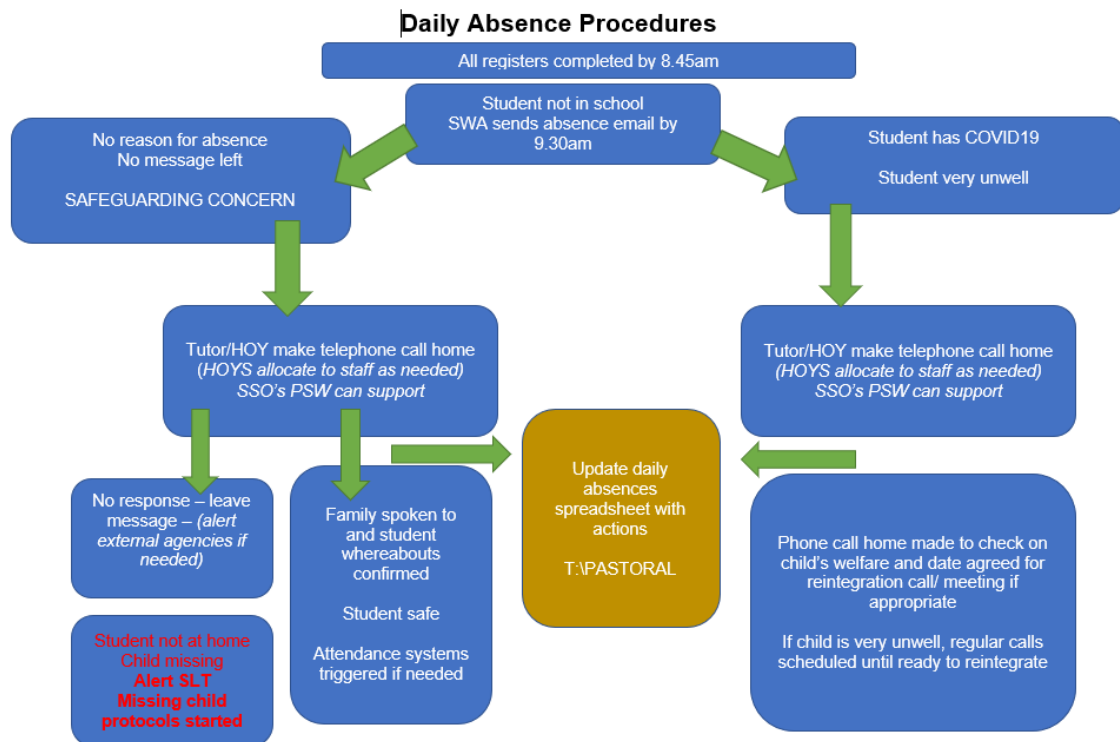 Daily Absence Procedures
All registers completed by 8.45am
Student not in school
SWA sends absence email by
9.30am
No reason for absence
No message left
SAFEGUARDING CONCERN
Student has COVID19
Student very unwell
Tutor/HOY make telephone call home
(HOYS allocate to staff as needed)
SSO's PSW can support
Tutor/HOY make telephone call home
(HOYS allocate to staff as needed)
SSO's PSW can support
No response – leave
message – (alert
external agencies if
needed)
Family spoken to
and student
whereabouts
confirmed
Student safe
Attendance systems
triggered if needed
Update daily
absences
spreadsheet with
actions
T:\PASTORAL
Phone call home made to check on
child's welfare and date agreed for
reintegration call/ meeting if
appropriate
If child is very unwell, regular calls
scheduled until ready to reintegrate
Student not at home
Child missing
Alert SLT
Missing child
protocols started